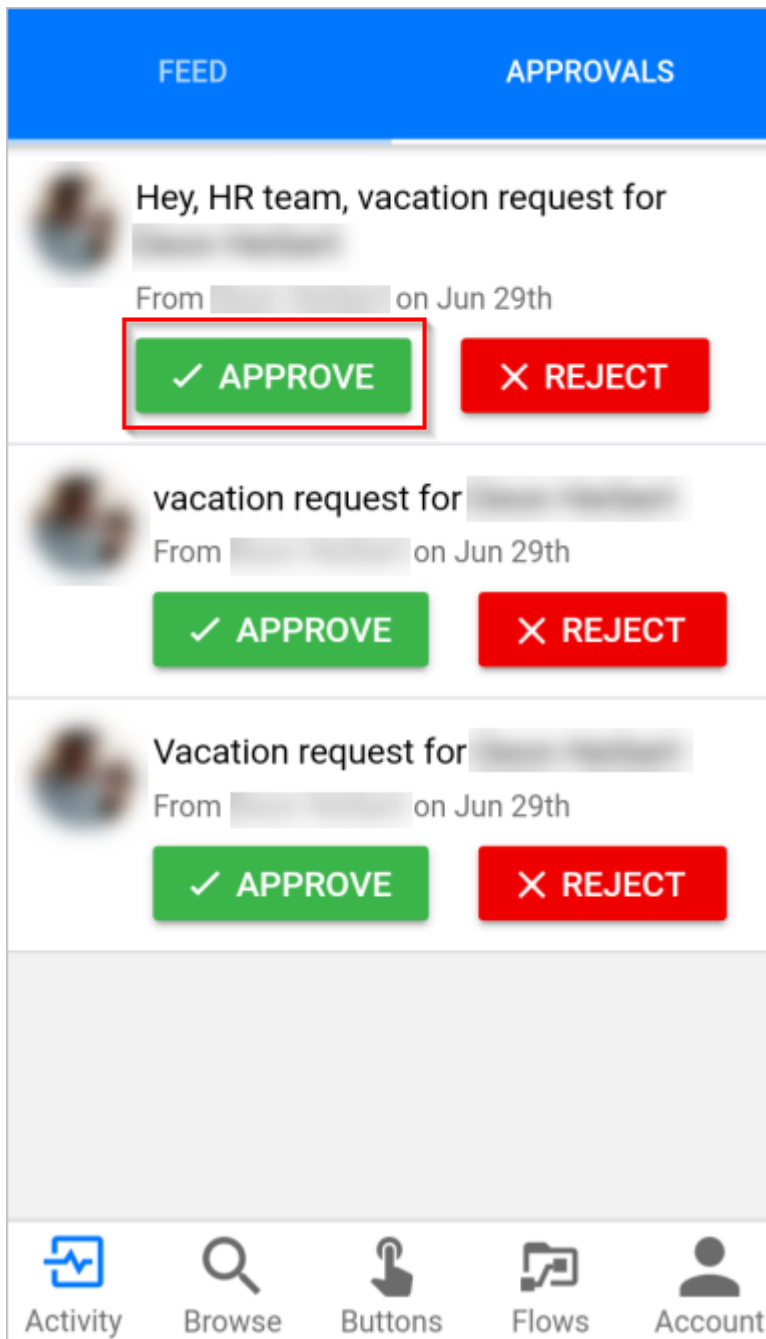 FEED APPROVALS
Hey, HR team, vacation request for
From on Jun 29th
APPROVE REJECT
vacation request for
From on Jun 29th
APPROVE REJECT
Vacation request for
From on Jun 29th
APPROVE REJECT
Activity Browse Buttons Flows Account